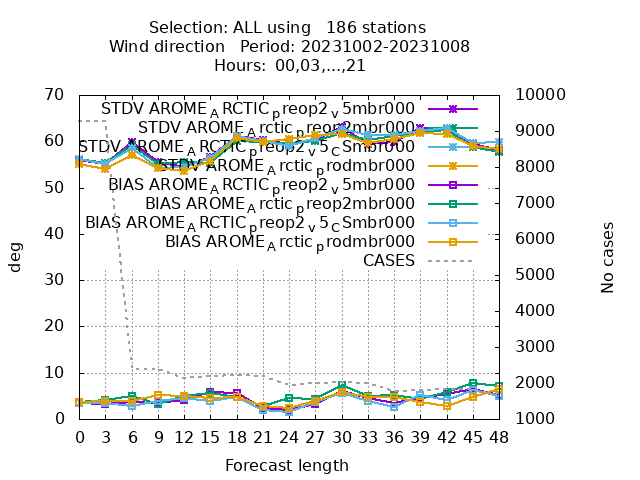 Selection: ALL using   186 stations
Wind direction   Period: 20231002-20231008
Hours: 00,03,...,21
70
60
50
40
30
20
10
0
deg
10000
9000
8000
7000
6000
5000
4000
3000
2000
1000
No cases
STDV AROME_ARCTIC_preop2_v5mbr000
STDV AROME_Arctic_preop2mbr000
STDV AROME_ARCTIC_preop2_v5_CSmbr000
STDV AROME_Arctic_prodmbr000
BIAS AROME_ARCTIC_preop2_v5mbr000
BIAS AROME_Arctic_preop2mbr000
BIAS AROME_ARCTIC_preop2_v5_CSmbr000
BIAS AROME_Arctic_prodmbr000
CASES
0 3 6 9 12 15 18 21 24 27 30 33 36 39 42 45 48
Forecast length